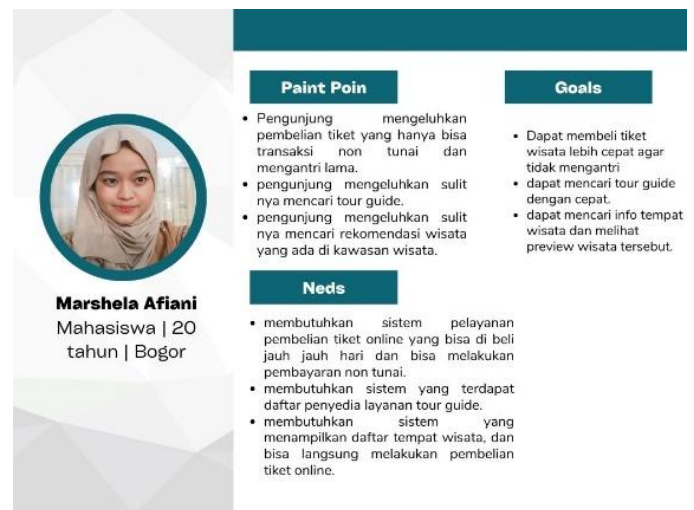 Marshela Afiani
Mahasiswa | 20
tahun | Bogor
Paint Poin
• Pengunjung mengeluhkan
pembelian tiket yang hanya bisa
transaksi non tunai dan
mengantri lama.
• pengunjung mengeluhkan sulit
nya mencari tour guide.
• pengunjung mengeluhkan sulit
nya mencari rekomendasi wisata
yang ada di kawasan wisata.
Goals
• Dapat membeli tiket
wisata lebih cepat agar
tidak mengantri
• dapat mencari tour guide
dengan cepat.
• dapat mencari info tempat
wisata dan melihat
preview wisata tersebut.
Neds
• membutuhkan sistem pelayanan
pembelian tiket online yang bisa di beli
jauh jauh hari dan bisa melakukan
pembayaran non tunai.
• membutuhkan sistem yang terdapat
daftar penyedia layanan tour guide.
• membutuhkan sistem yang
menampilkan daftar tempat wisata, dan
bisa langsung melakukan pembelian
tiket online.